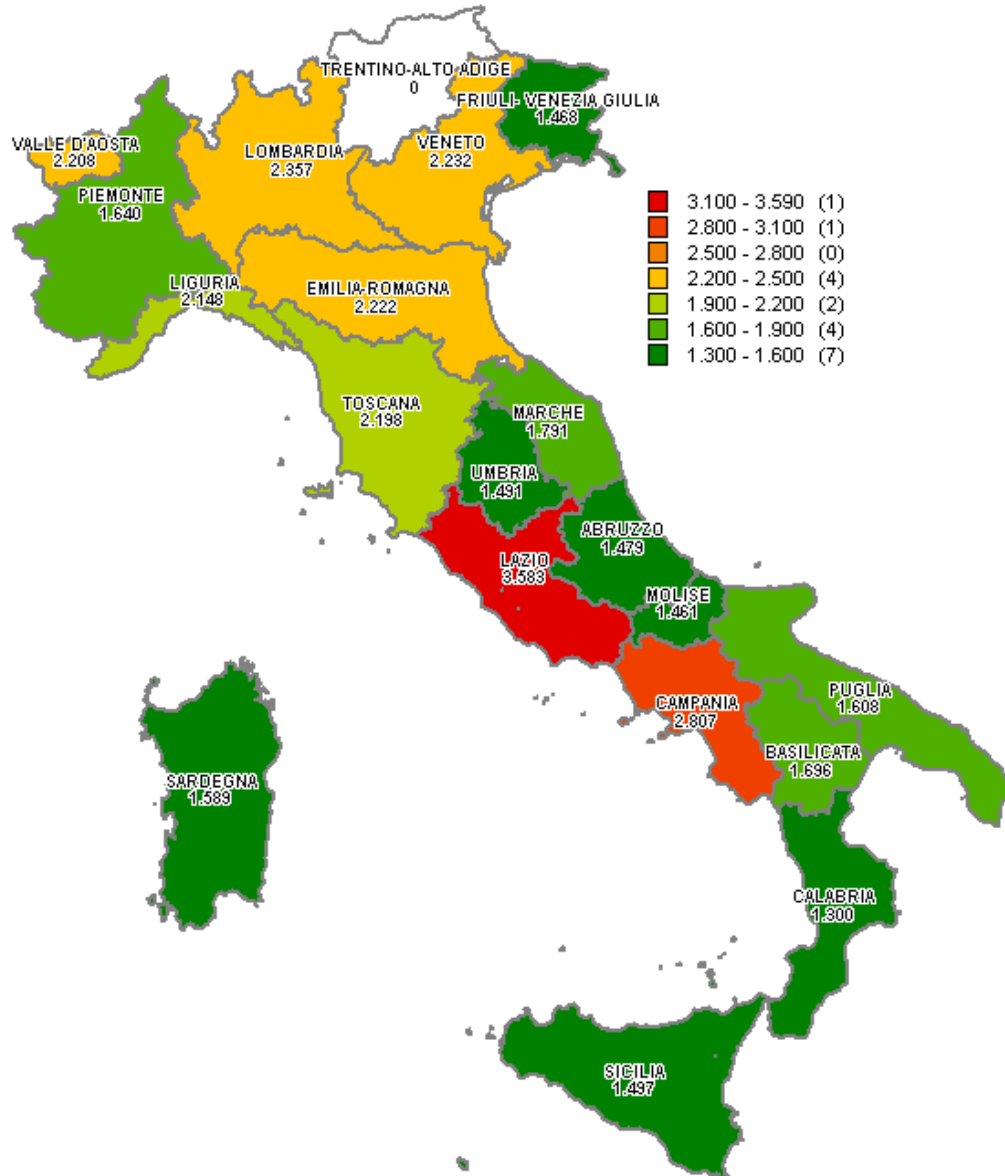 TRENTINO-ALTO ADIGE
0
FRIULI- VENEZIA GIULIA
1.468
VALLE D'AOSTA
2.208
LOMBARDIA
2.357
VENETO
2.232
PIEMONTE
1.640
3.100 - 3.590 (1)
2.800 - 3.100 (1)
2.500 - 2.800 (0)
2.200 - 2.500 (4)
1.900 - 2.200 (2)
1.600 - 1.900 (4)
1.300 - 1.600 (7)
LIGURIA
2.148
EMILIA-ROMAGNA
2.222
TOSCANA
2.198
MARCHE
1.791
UMBRIA
1.491
ABRUZZO
1.479
LAZIO
3.583
MOLISE
1.461
CAMPANIA
2.807
PUGLIA
1.608
BASILICATA
1.696
SARDEGNA
1.589
CALABRIA
1.300
SICILIA
1.497